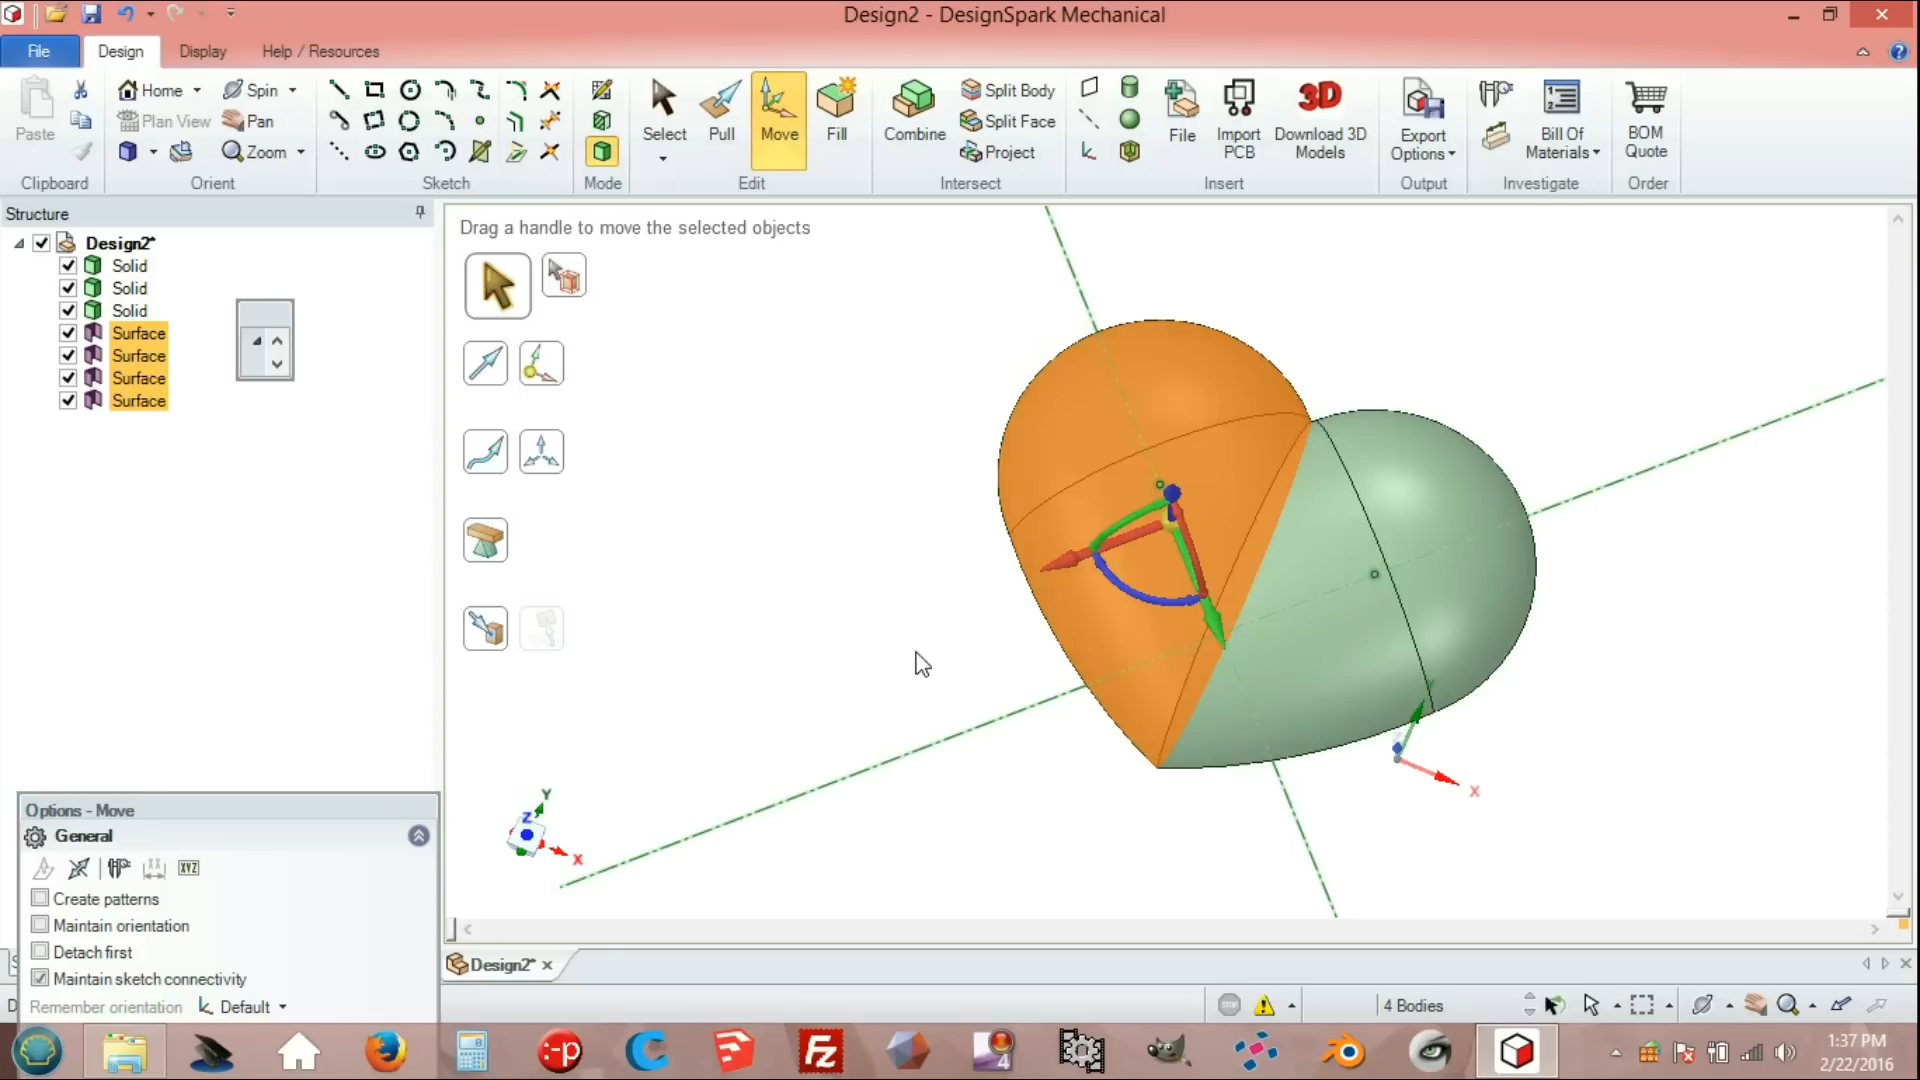 Design2 - DesignSpark Mechanical
File Design Display Help / Resources
Paste
Clipboard
Home Spin
Plan View Pan
Zoom
Orient
Sketch
Mode
Select Pull Move Fill
Edit
Combine
Split Body
Split Face
Project
Intersect
File
Import PCB
3D
Download 3D Models
Insert
Export Options
Output
Bill Of Materials
Investigate
BOM Quote
Order
Structure
Design2*
Solid
Solid
Solid
Surface
Surface
Surface
Surface
Drag a handle to move the selected objects
Y
Z
X
Y
X
Options - Move
General
XYZ
Create patterns
Maintain orientation
Detach first
Maintain sketch connectivity
Remember orientation Default
Design2*
4 Bodies
:-p
Fz
4
1:37 PM
2/22/2016